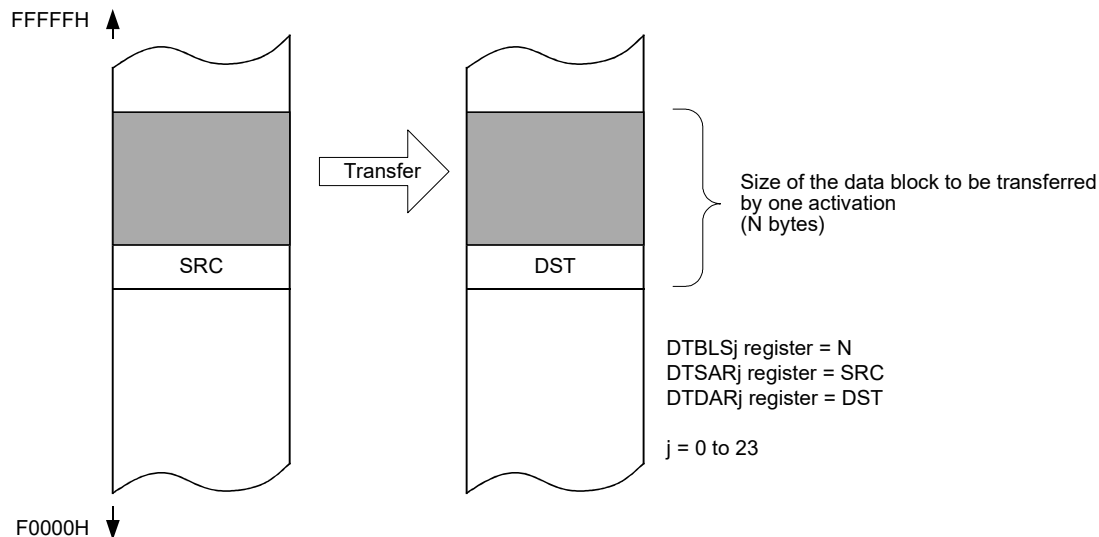 FFFFFH
Transfer
Size of the data block to be transferred
by one activation
(N bytes)
SRC
DST
DTBLSj register = N
DTSARj register = SRC
DTDARj register = DST
j = 0 to 23
F0000H